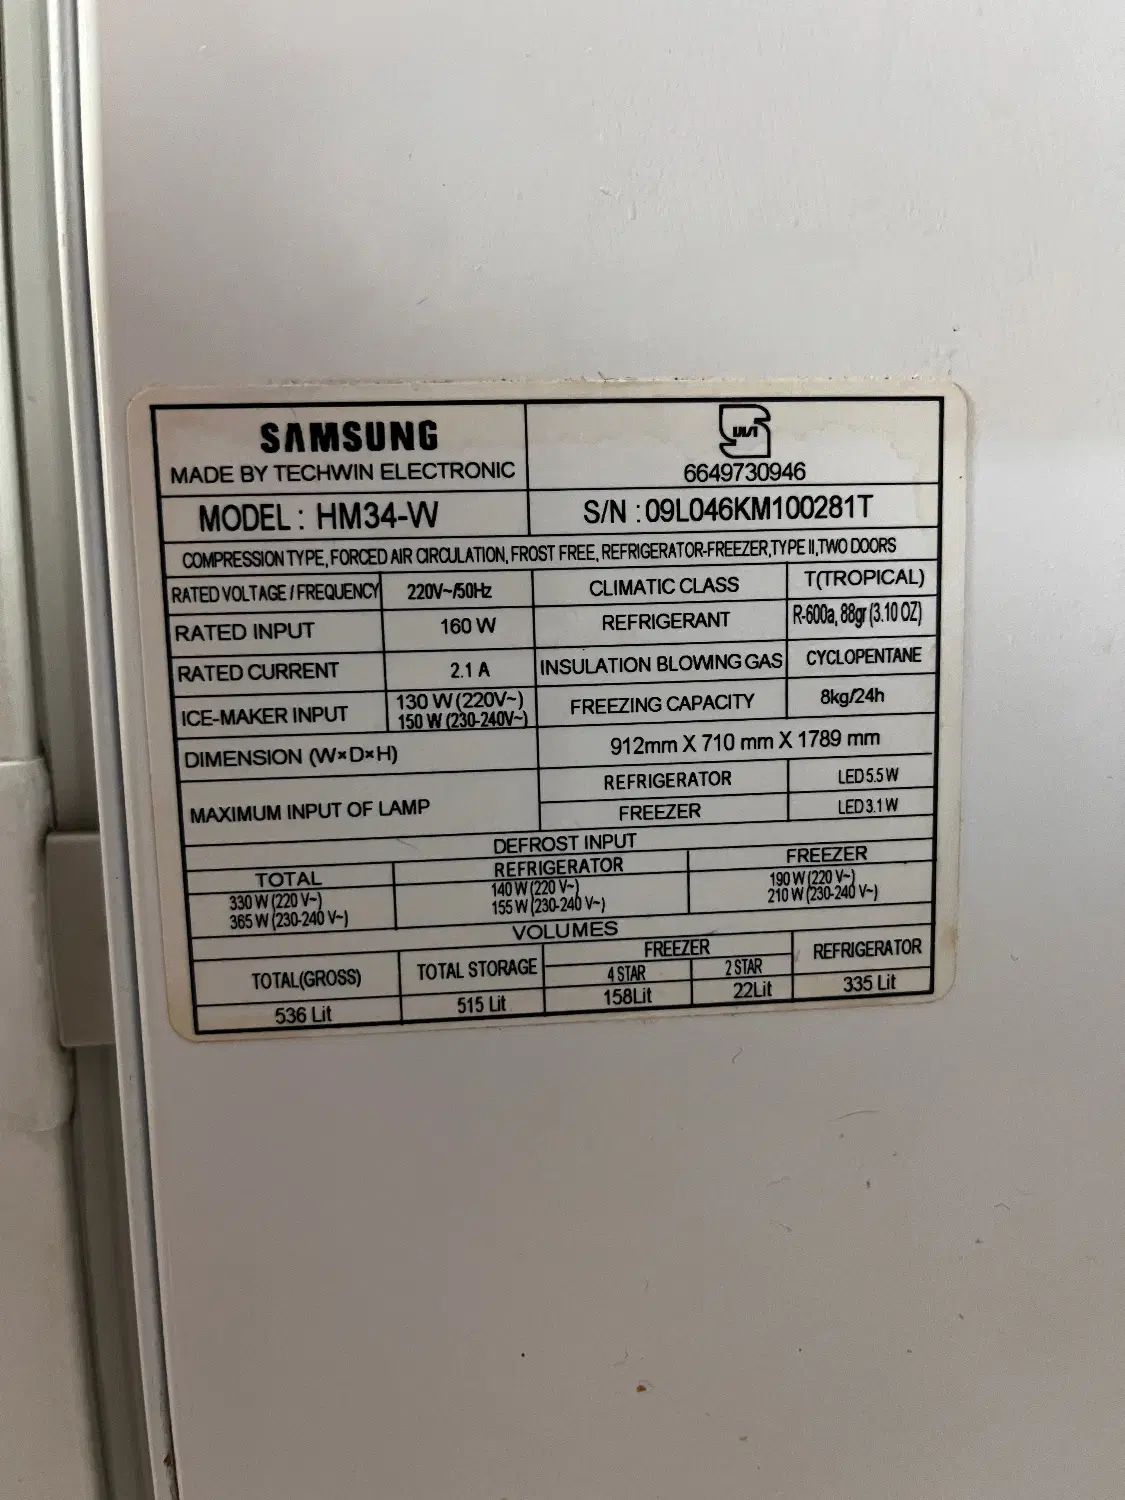 SAMSUNG
MADE BY TECHWIN ELECTRONIC
6649730946
MODEL : HM34-W
S/N : 09L046KM100281T
COMPRESSION TYPE, FORCED AIR CIRCULATION, FROST FREE, REFRIGERATOR-FREEZER, TYPE II, TWO DOORS
RATED VOLTAGE / FREQUENCY 220V~/50Hz CLIMATIC CLASS T(TROPICAL)
RATED INPUT 160 W REFRIGERANT R-600a, 88gr (3.10 OZ)
RATED CURRENT 2.1 A INSULATION BLOWING GAS CYCLOPENTANE
ICE-MAKER INPUT 130 W (220V~) FREEZING CAPACITY 8kg/24h
150 W (230-240V~)
DIMENSION (W×D×H) 912mm X 710 mm X 1789 mm
MAXIMUM INPUT OF LAMP REFRIGERATOR LED 5.5 W
FREEZER LED 3.1 W
DEFROST INPUT
TOTAL REFRIGERATOR FREEZER
330 W (220 V~) 140 W (220 V~) 190 W (220 V~)
365 W (230-240 V~) 155 W (230-240 V~) 210 W (230-240 V~)
VOLUMES
TOTAL(GROSS) TOTAL STORAGE FREEZER REFRIGERATOR
4 STAR 2 STAR
536 Lit 515 Lit 158Lit 22Lit 335 Lit